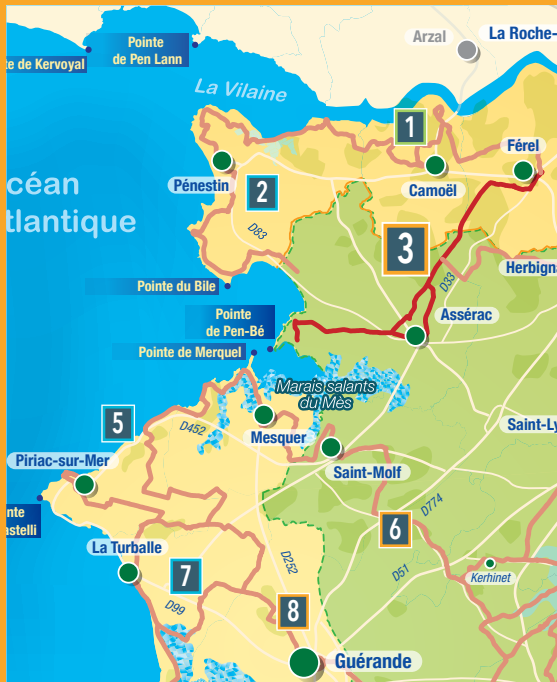 Arzal
La Roche-
Pointe
de Pen Lann
te de Kervoyal
La Vilaine
1
Férel
Pénestin
Camoël
2
céan
tlantique
D83
3
Herbigna
D33
Pointe du Bile
Pointe
de Pen-Bé
Assérac
Pointe de Merquel
Marais salants
du Mès
5
D452
Mesquer
Saint-Ly
Piriac-sur-Mer
Saint-Molf
nte
astelli
D774
6
La Turballe
D252
D51
Kerhinet
7
D99
8
Guérande